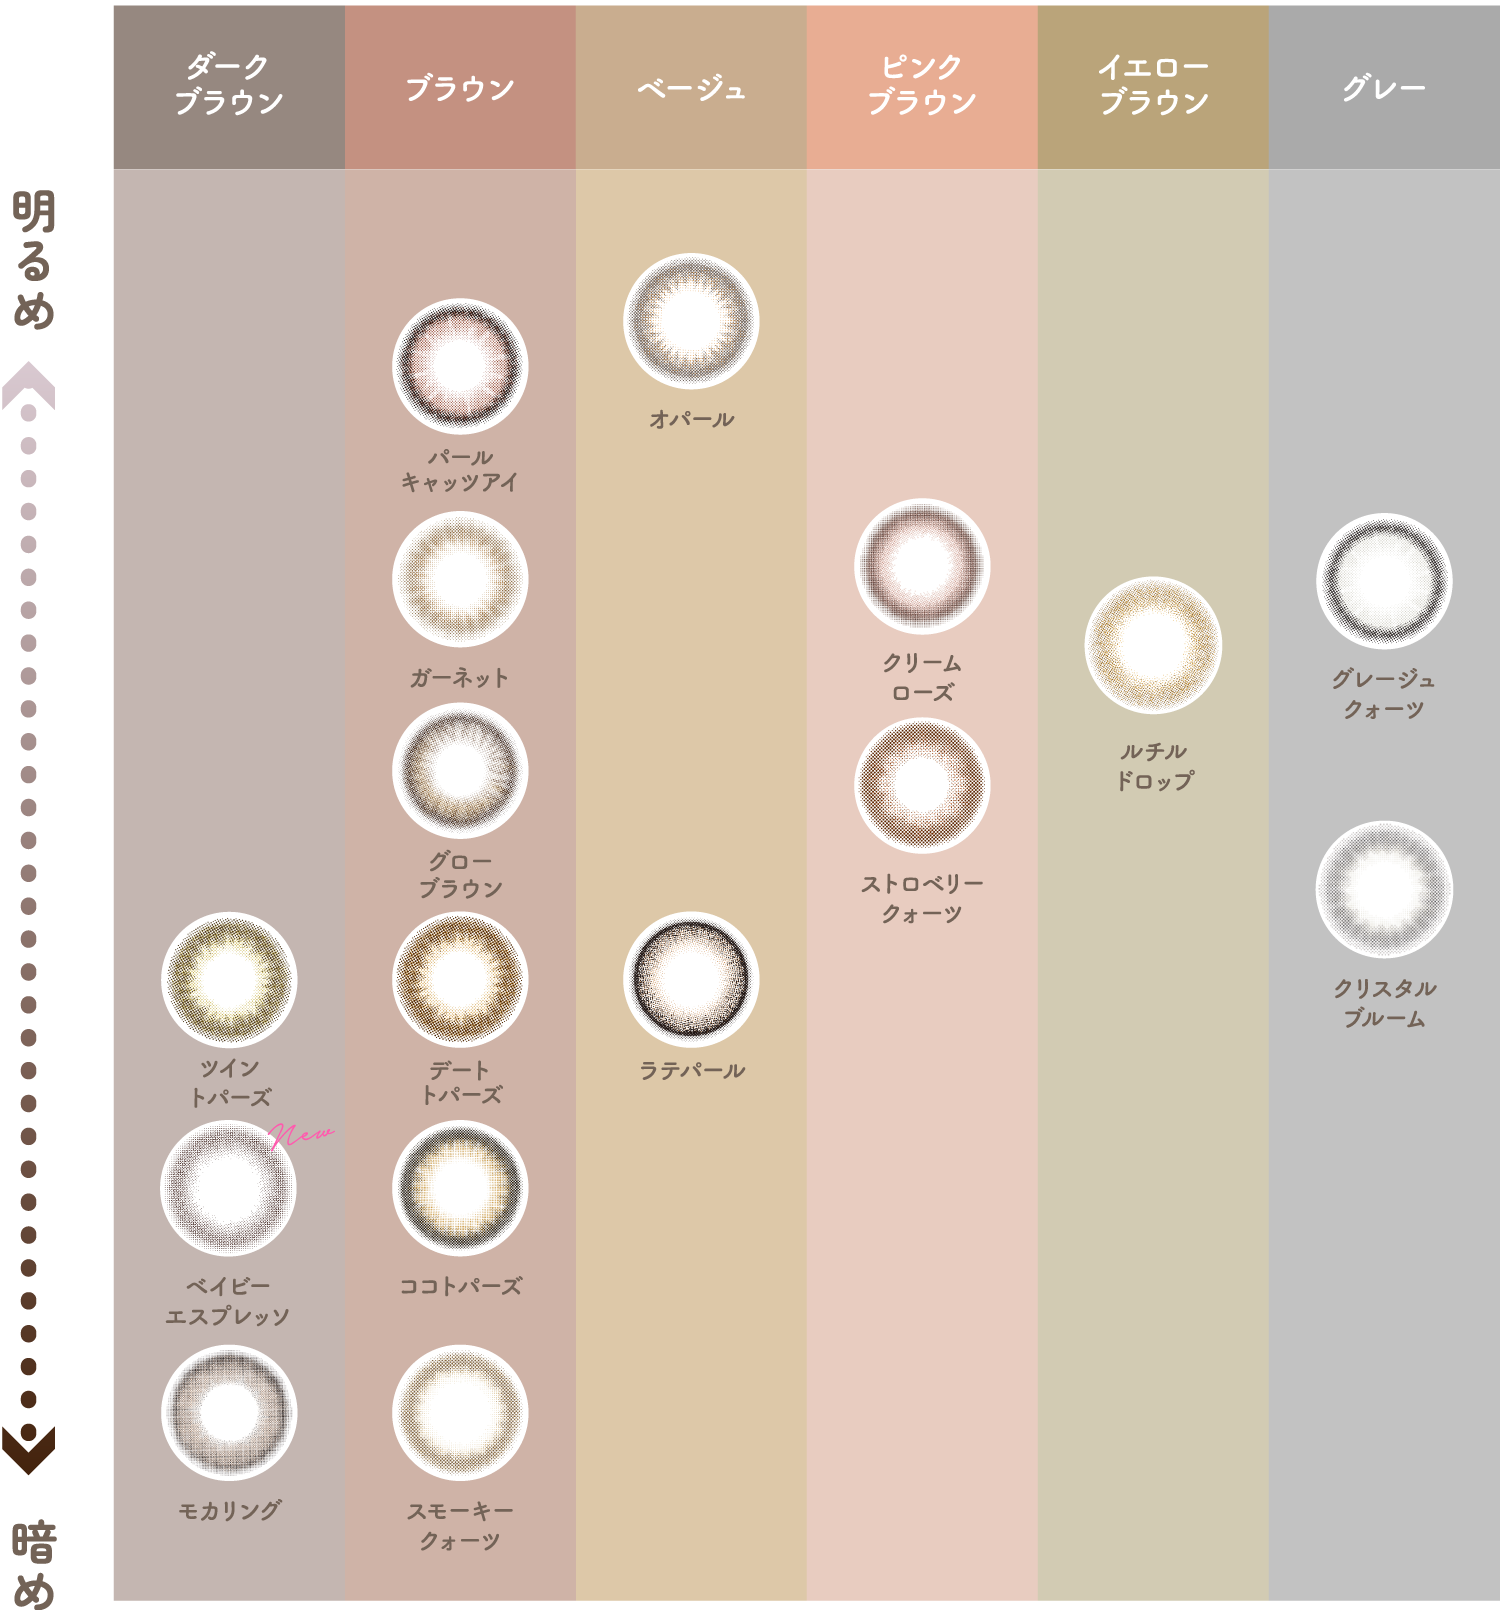 ダーク
ブラウン
ブラウン
ベージュ
ピンク
ブラウン
イエロー
ブラウン
グレー
明るめ
暗め
ツイン
トパーズ
New
ベイビー
エスプレッソ
モカリング
パール
キャッツアイ
ガーネット
グロー
ブラウン
デート
トパーズ
ココトパーズ
スモーキー
クォーツ
オパール
ラテパール
クリーム
ローズ
ストロベリー
クォーツ
ルチル
ドロップ
グレージュ
クォーツ
クリスタル
ブルーム